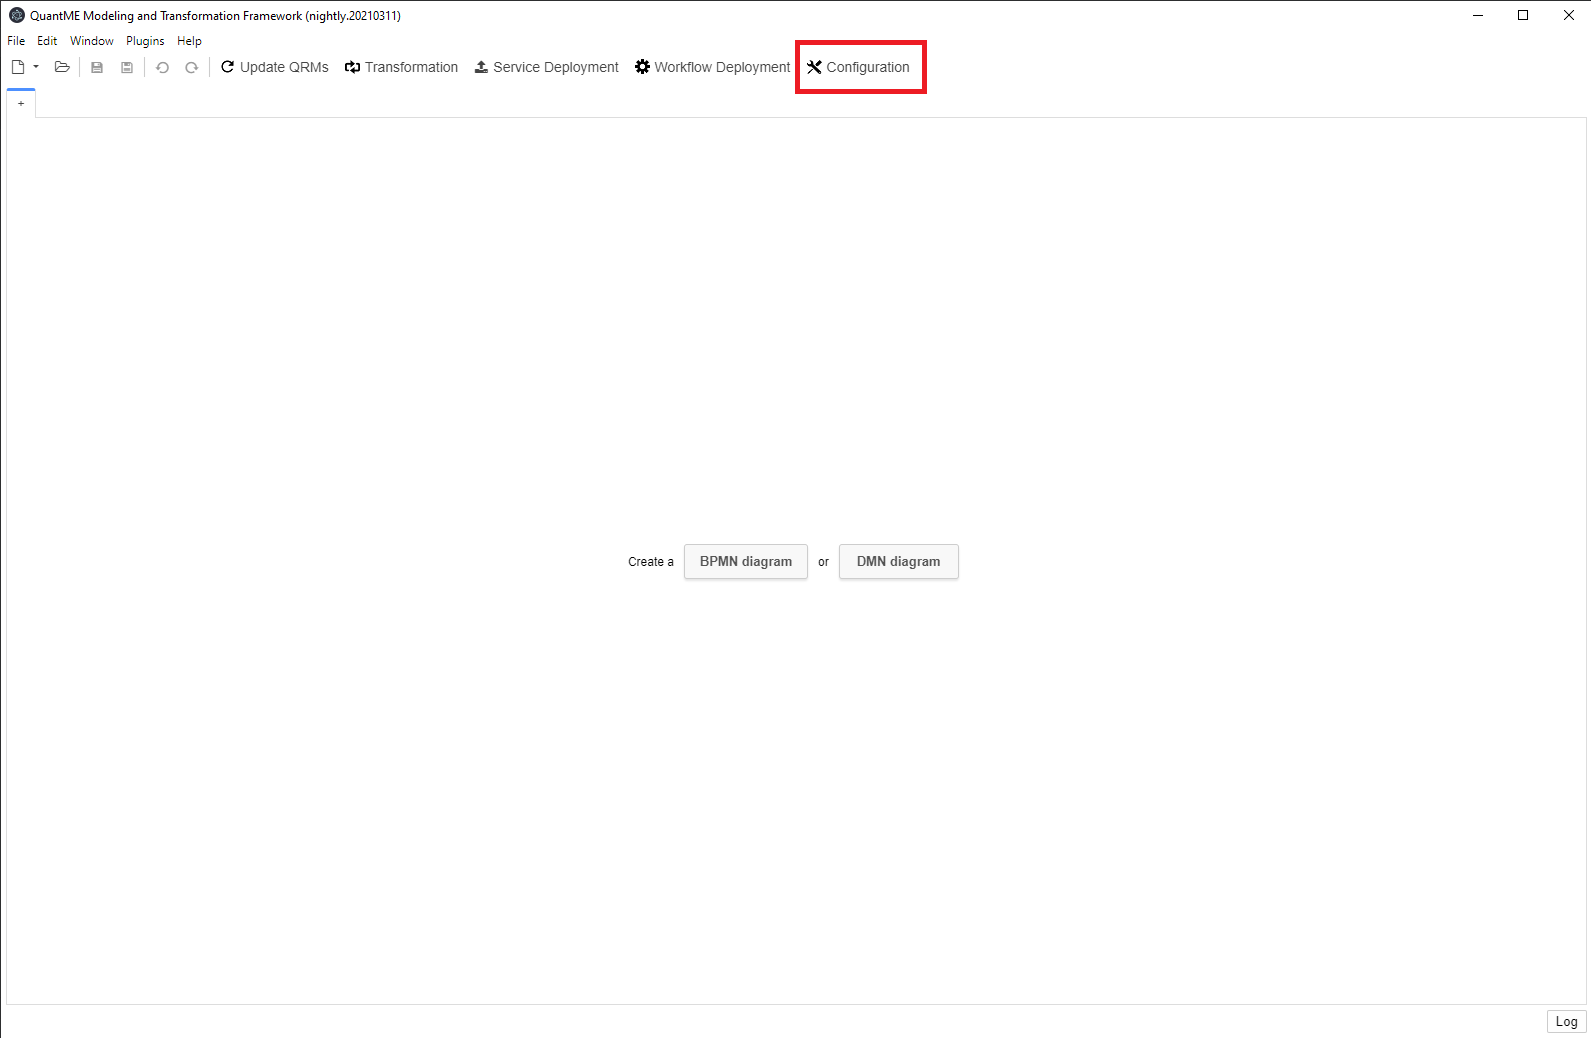 QuantME Modeling and Transformation Framework (nightly.20210311)
File Edit Window Plugins Help
Update QRMs Transformation Service Deployment Workflow Deployment Configuration
+
Create a BPMN diagram or DMN diagram
Log